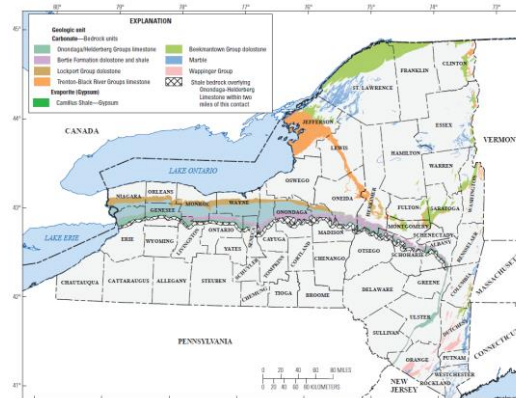 EXPLANATION
Geologic unit
Carbonate—Bedrock units
Onondaga/Helderberg Groups limestone
Bertie Formation dolostone and shale
Lockport Group dolostone
Trenton-Black River Groups limestone
Evaporite (Gypsum)
Camillus Shale—Gypsum
Beekmantown Group dolostone
Marble
Wappinger Group
Shale bedrock overlying
Onondaga-Helderberg
Limestone within two
miles of this contact
CANADA
LAKE ONTARIO
LAKE ERIE
VERMONT
MASSACHUSETTS
CONNECTICUT
NEW
JERSEY
PENNSYLVANIA
CLINTON
FRANKLIN
ST. LAWRENCE
JEFFERSON
ESSEX
LEWIS
HAMILTON
WARREN
WASHINGTON
OSWEGO
ONEIDA
HERKIMER
FULTON
SARATOGA
NIAGARA
ORLEANS
MONROE
WAYNE
GENESEE
ONONDAGA
MADISON
MONTGOMERY
SCHENECTADY
ALBANY
SCHOHARIE
RENSSELAER
ERIE
WYOMING
LIVINGSTON
ONTARIO
YATES
CAYUGA
CORTLAND
CHENANGO
OTSEGO
CHAUTAUQUA
CATTARAUGUS
ALLEGANY
STEUBEN
SCHUYLER
TOMPKINS
CHEMUNG
TIOGA
BROOME
DELAWARE
GREENE
COLUMBIA
ULSTER
SULLIVAN
DUTCHESS
ORANGE
PUTNAM
WESTCHESTER
ROCKLAND
0 20 40 60 80 MILES
0 20 40 60 80 KILOMETERS